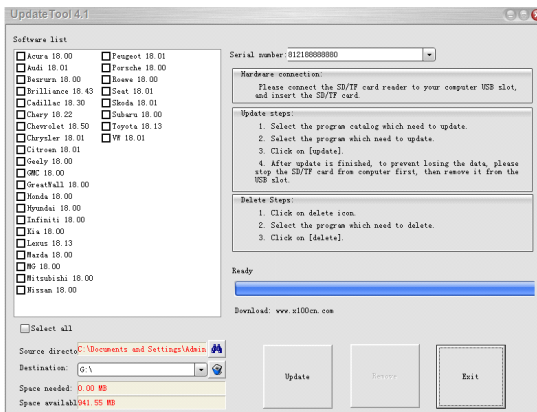 UpdateTool 4.1
Software list
Acura 18.00
Audi 18.01
Besrurn 18.00
Brilliance 18.43
Cadillac 18.30
Chery 18.22
Chevrolet 18.50
Chrysler 18.01
Citroen 18.01
Geely 18.00
GMC 18.00
GreatWall 18.00
Honda 18.00
Hyundai 18.00
Infiniti 18.00
Kia 18.00
Lexus 18.13
Mazda 18.00
MG 18.00
Mitsubishi 18.00
Nissan 18.00
Peugeot 18.01
Porsche 18.00
Roewe 18.00
Seat 18.01
Skoda 18.01
Subaru 18.00
Toyota 18.13
VW 18.01
Select all
Source directo C:\Documents and Settings\Admin
Destination: G:\
Space needed: 0.00 MB
Space availabl 941.55 MB
Serial number: 812188888880
Hardware connection:
Please connect the SD/TF card reader to your computer USB slot,
and insert the SD/TF card.
Update steps:
1. Select the program catalog which need to update.
2. Select the program which need to update.
3. Click on [update].
4. After update is finished, to prevent losing the data, please
stop the SD/TF card from computer first, then remove it from the
USB slot.
Delete Steps:
1. Click on delete icon.
2. Select the program which need to delete.
3. Click on [delete].
Ready
Download: www.x100cn.com
Update
Remove
Exit